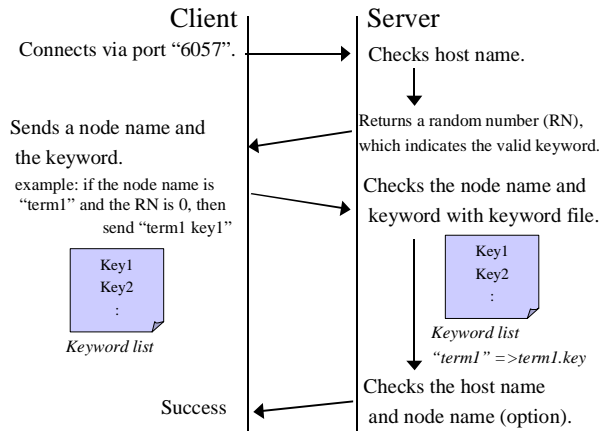 Client
Server
Connects via port “6057”.
Checks host name.
Returns a random number (RN),
which indicates the valid keyword.
Sends a node name and
the keyword.
example: if the node name is
“term1” and the RN is 0, then
send “term1 key1”
Checks the node name and
keyword with keyword file.
Key1
Key2
:
Keyword list
Key1
Key2
:
Keyword list
“term1” =>term1.key
Checks the host name
and node name (option).
Success